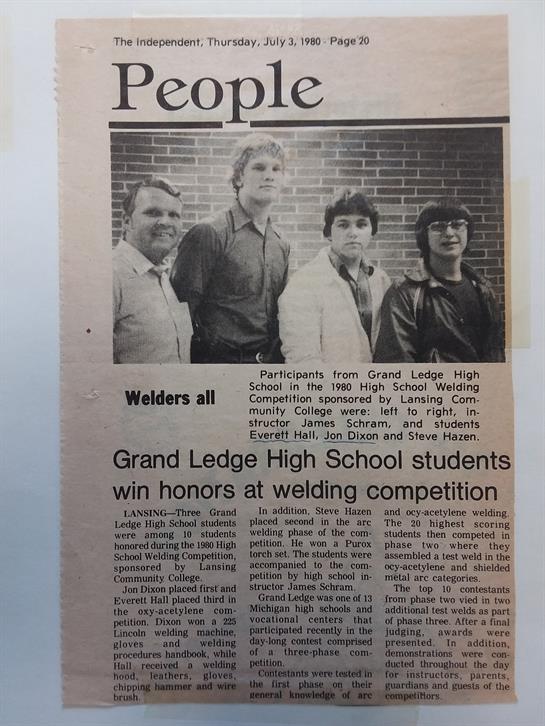 The Independent, Thursday, July 3, 1980 - Page 20
People
Welders all
Participants from Grand Ledge High
School in the 1980 High School Welding
Competition sponsored by Lansing Com-
munity College were: left to right, in-
structor James Schram, and students
Everett Hall, Jon Dixon and Steve Hazen.
Grand Ledge High School students
win honors at welding competition
LANSING—Three Grand
Ledge High School students
were among 10 students
honored during the 1980 High
School Welding Competition,
sponsored by Lansing
Community College.
Jon Dixon placed first and
Everett Hall placed third in
the oxy-acetylene com-
petition. Dixon won a 225
Lincoln welding machine,
gloves and welding
procedures handbook, while
Hall received a welding
hood, leathers, gloves,
chipping hammer and wire
brush.
In addition, Steve Hazen
placed second in the arc
welding phase of the com-
petition. He won a Purox
torch set. The students were
accompanied to the com-
petition by high school in-
structor James Schram.
Grand Ledge was one of 13
Michigan high schools and
vocational centers that
participated recently in the
day-long contest comprised
of a three-phase com-
petition.
Contestants were tested in
the first phase on their
general knowledge of arc
and ocy-acetylene welding.
The 20 highest scoring
students then competed in
phase two where they
assembled a test weld in the
ocy-acetylene and shielded
metal arc categories.
The top 10 contestants
from phase two vied in two
additional test welds as part
of phase three. After a final
judging, awards were
presented. In addition,
demonstrations were con-
ducted throughout the day
for instructors, parents,
guardians and guests of the
competitors.